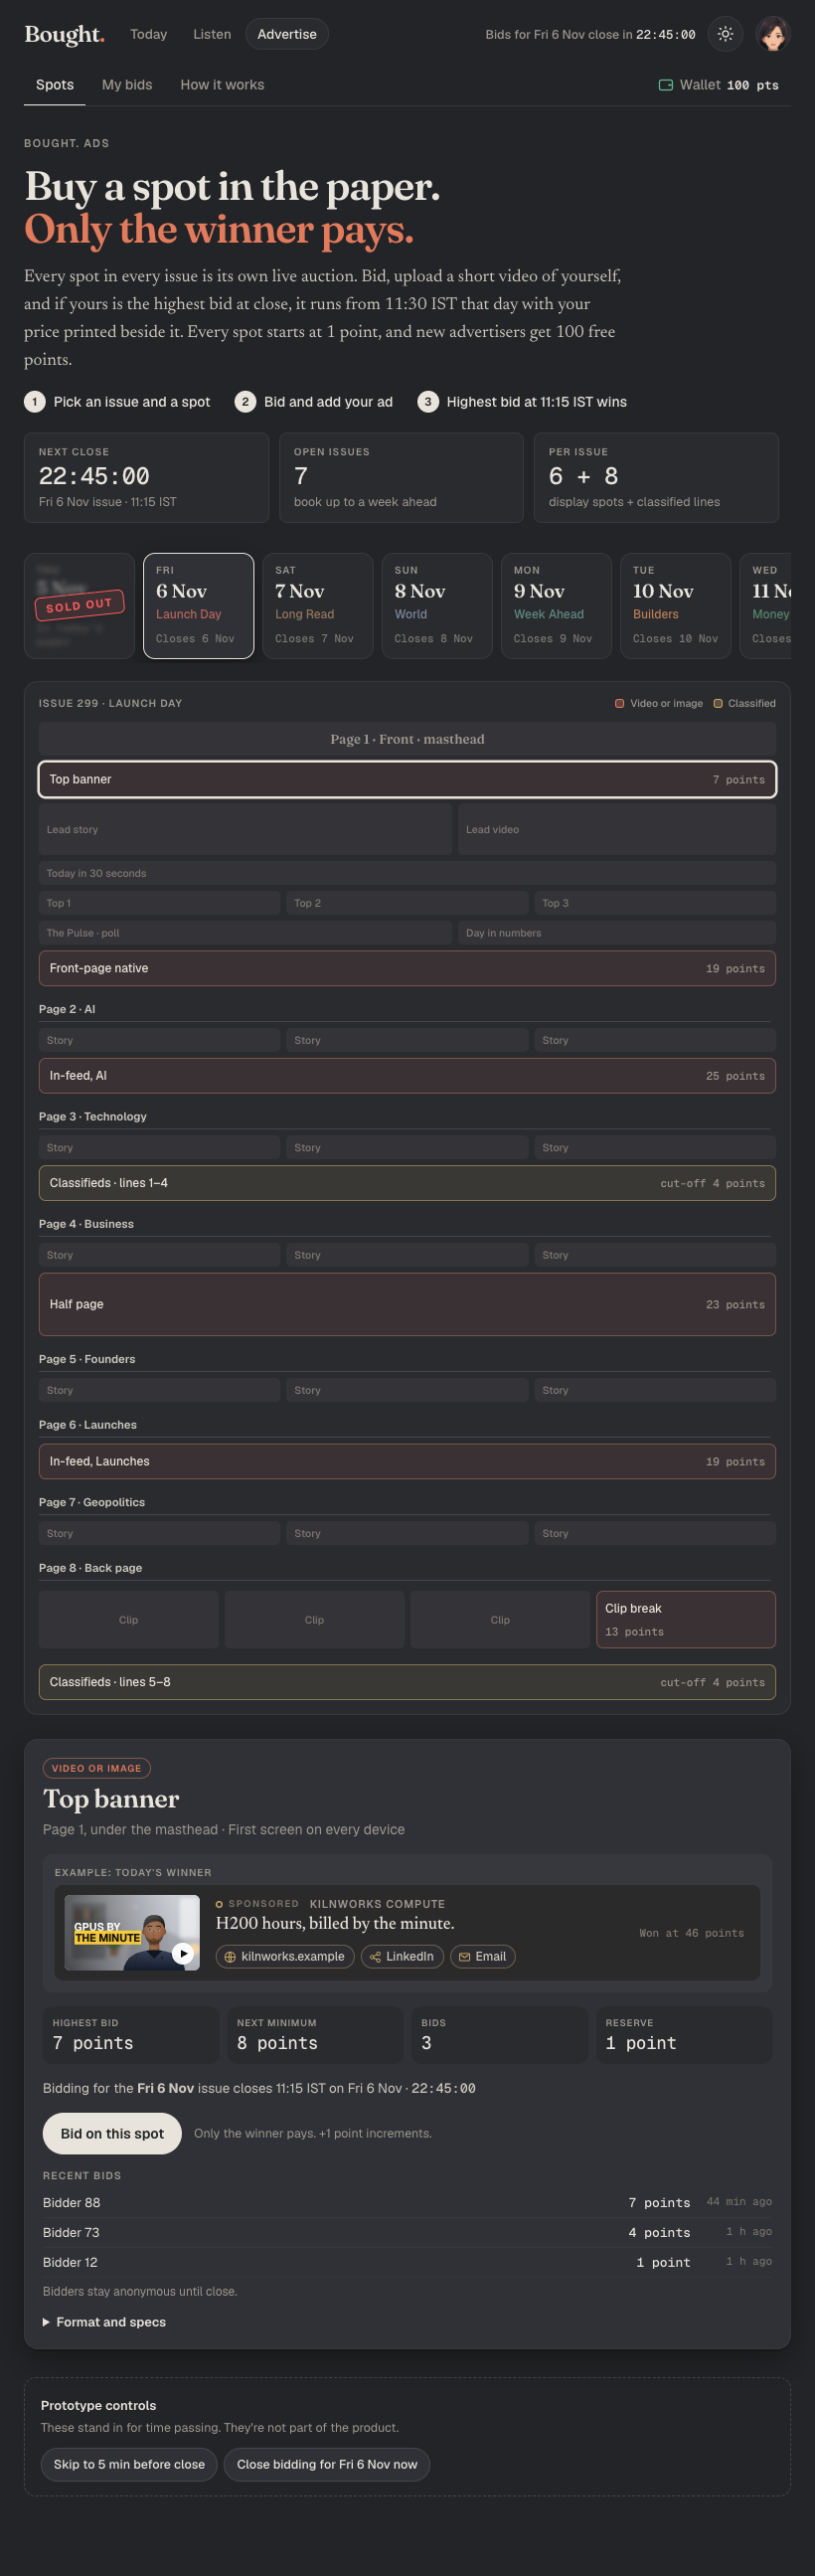 Bought.
Today
Listen
Advertise
Bids for Fri 6 Nov close in 22:45:00
Spots
My bids
How it works
Wallet 100 pts
BOUGHT. ADS
Buy a spot in the paper.
Only the winner pays.
Every spot in every issue is its own live auction. Bid, upload a short video of yourself,
and if yours is the highest bid at close, it runs from 11:30 IST that day with your
price printed beside it. Every spot starts at 1 point, and new advertisers get 100 free
points.
1 Pick an issue and a spot
2 Bid and add your ad
3 Highest bid at 11:15 IST wins
NEXT CLOSE
22:45:00
Fri 6 Nov issue · 11:15 IST
OPEN ISSUES
7
book up to a week ahead
PER ISSUE
6 + 8
display spots + classified lines
5 Nov
SOLD OUT
FRI
6 Nov
Launch Day
Closes 6 Nov
SAT
7 Nov
Long Read
Closes 7 Nov
SUN
8 Nov
World
Closes 8 Nov
MON
9 Nov
Week Ahead
Closes 9 Nov
TUE
10 Nov
Builders
Closes 10 Nov
WED
11 No
Money
Closes
ISSUE 299 · LAUNCH DAY
Video or image
Classified
Page 1 · Front · masthead
Top banner
7 points
Lead story
Lead video
Today in 30 seconds
Top 1
Top 2
Top 3
The Pulse · poll
Day in numbers
Front-page native
19 points
Page 2 · AI
Story
Story
Story
In-feed, AI
25 points
Page 3 · Technology
Story
Story
Story
Classifieds · lines 1–4
cut-off 4 points
Page 4 · Business
Story
Story
Story
Half page
23 points
Page 5 · Founders
Story
Story
Story
Page 6 · Launches
In-feed, Launches
19 points
Page 7 · Geopolitics
Story
Story
Story
Page 8 · Back page
Clip
Clip
Clip
Clip break
13 points
Classifieds · lines 5–8
cut-off 4 points
VIDEO OR IMAGE
Top banner
Page 1, under the masthead · First screen on every device
EXAMPLE: TODAY'S WINNER
GPUS BY
THE MINUTE
SPONSORED
KILNWORKS COMPUTE
H200 hours, billed by the minute.
kilnworks.example
LinkedIn
Email
Won at 46 points
HIGHEST BID
7 points
NEXT MINIMUM
8 points
BIDS
3
RESERVE
1 point
Bidding for the Fri 6 Nov issue closes 11:15 IST on Fri 6 Nov · 22:45:00
Bid on this spot
Only the winner pays. +1 point increments.
RECENT BIDS
Bidder 88
7 points
44 min ago
Bidder 73
4 points
1 h ago
Bidder 12
1 point
1 h ago
Bidders stay anonymous until close.
Format and specs
Prototype controls
These stand in for time passing. They're not part of the product.
Skip to 5 min before close
Close bidding for Fri 6 Nov now